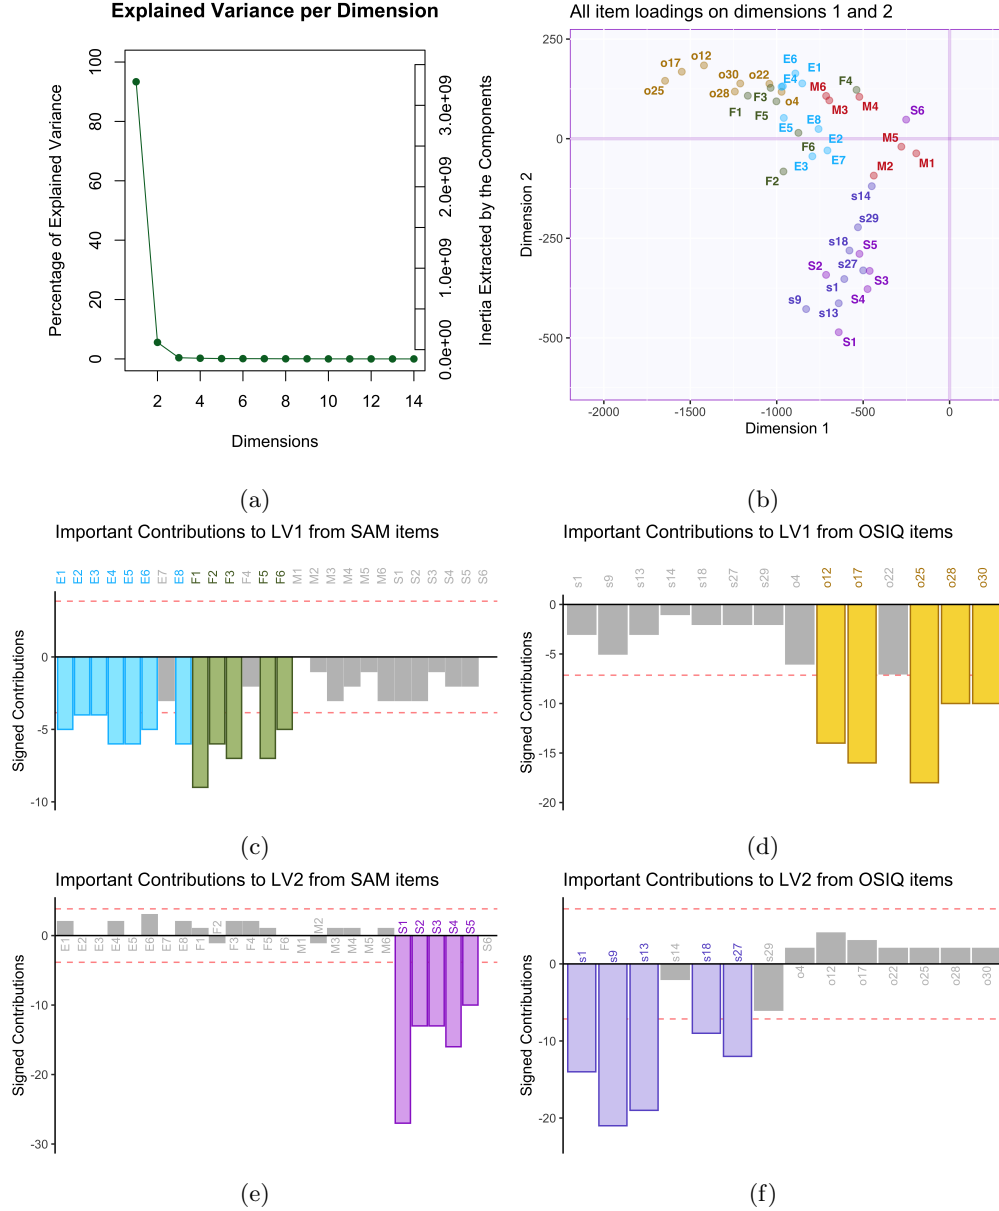 Explained Variance per Dimension
Percentage of Explained Variance
100
80
60
40
20
0
Inertia Extracted by the Components
3.0e+09
2.0e+09
1.0e+09
0.0e+00
2 4 6 8 10 12 14
Dimensions
(a)
All item loadings on dimensions 1 and 2
Dimension 2
250
0
-250
-500
o12
o17
o25
o30
o22
o28
o4
E6
E1
E4
F3
F1
F5
M6
F4
M3
M4
S6
E5
E8
E2
F6
E3
E7
F2
M5
M1
M2
s14
s29
s18
S5
S2
s27
S3
s1
S4
s9
s13
S1
-2000 -1500 -1000 -500 0
Dimension 1
(b)
Important Contributions to LV1 from SAM items
E1 E2 E3 E4 E5 E6 E7 E8 F1 F2 F3 F4 F5 F6 M1 M2 M3 M4 M5 M6 S1 S2 S3 S4 S5 S6
Signed Contributions
0
-5
-10
(c)
Important Contributions to LV1 from OSIQ items
s1 s9 s13 s14 s18 s27 s29 o4 o12 o17 o22 o25 o28 o30
Signed Contributions
0
-5
-10
-15
-20
(d)
Important Contributions to LV2 from SAM items
E1 E2 E3 E4 E5 E6 E7 E8 F1 F2 F3 F4 F5 F6 M1 M2 M3 M4 M5 M6 S1 S2 S3 S4 S5 S6
Signed Contributions
0
-10
-20
-30
(e)
Important Contributions to LV2 from OSIQ items
s1 s9 s13 s14 s18 s27 s29 o4 o12 o17 o22 o25 o28 o30
Signed Contributions
0
-10
-20
(f)